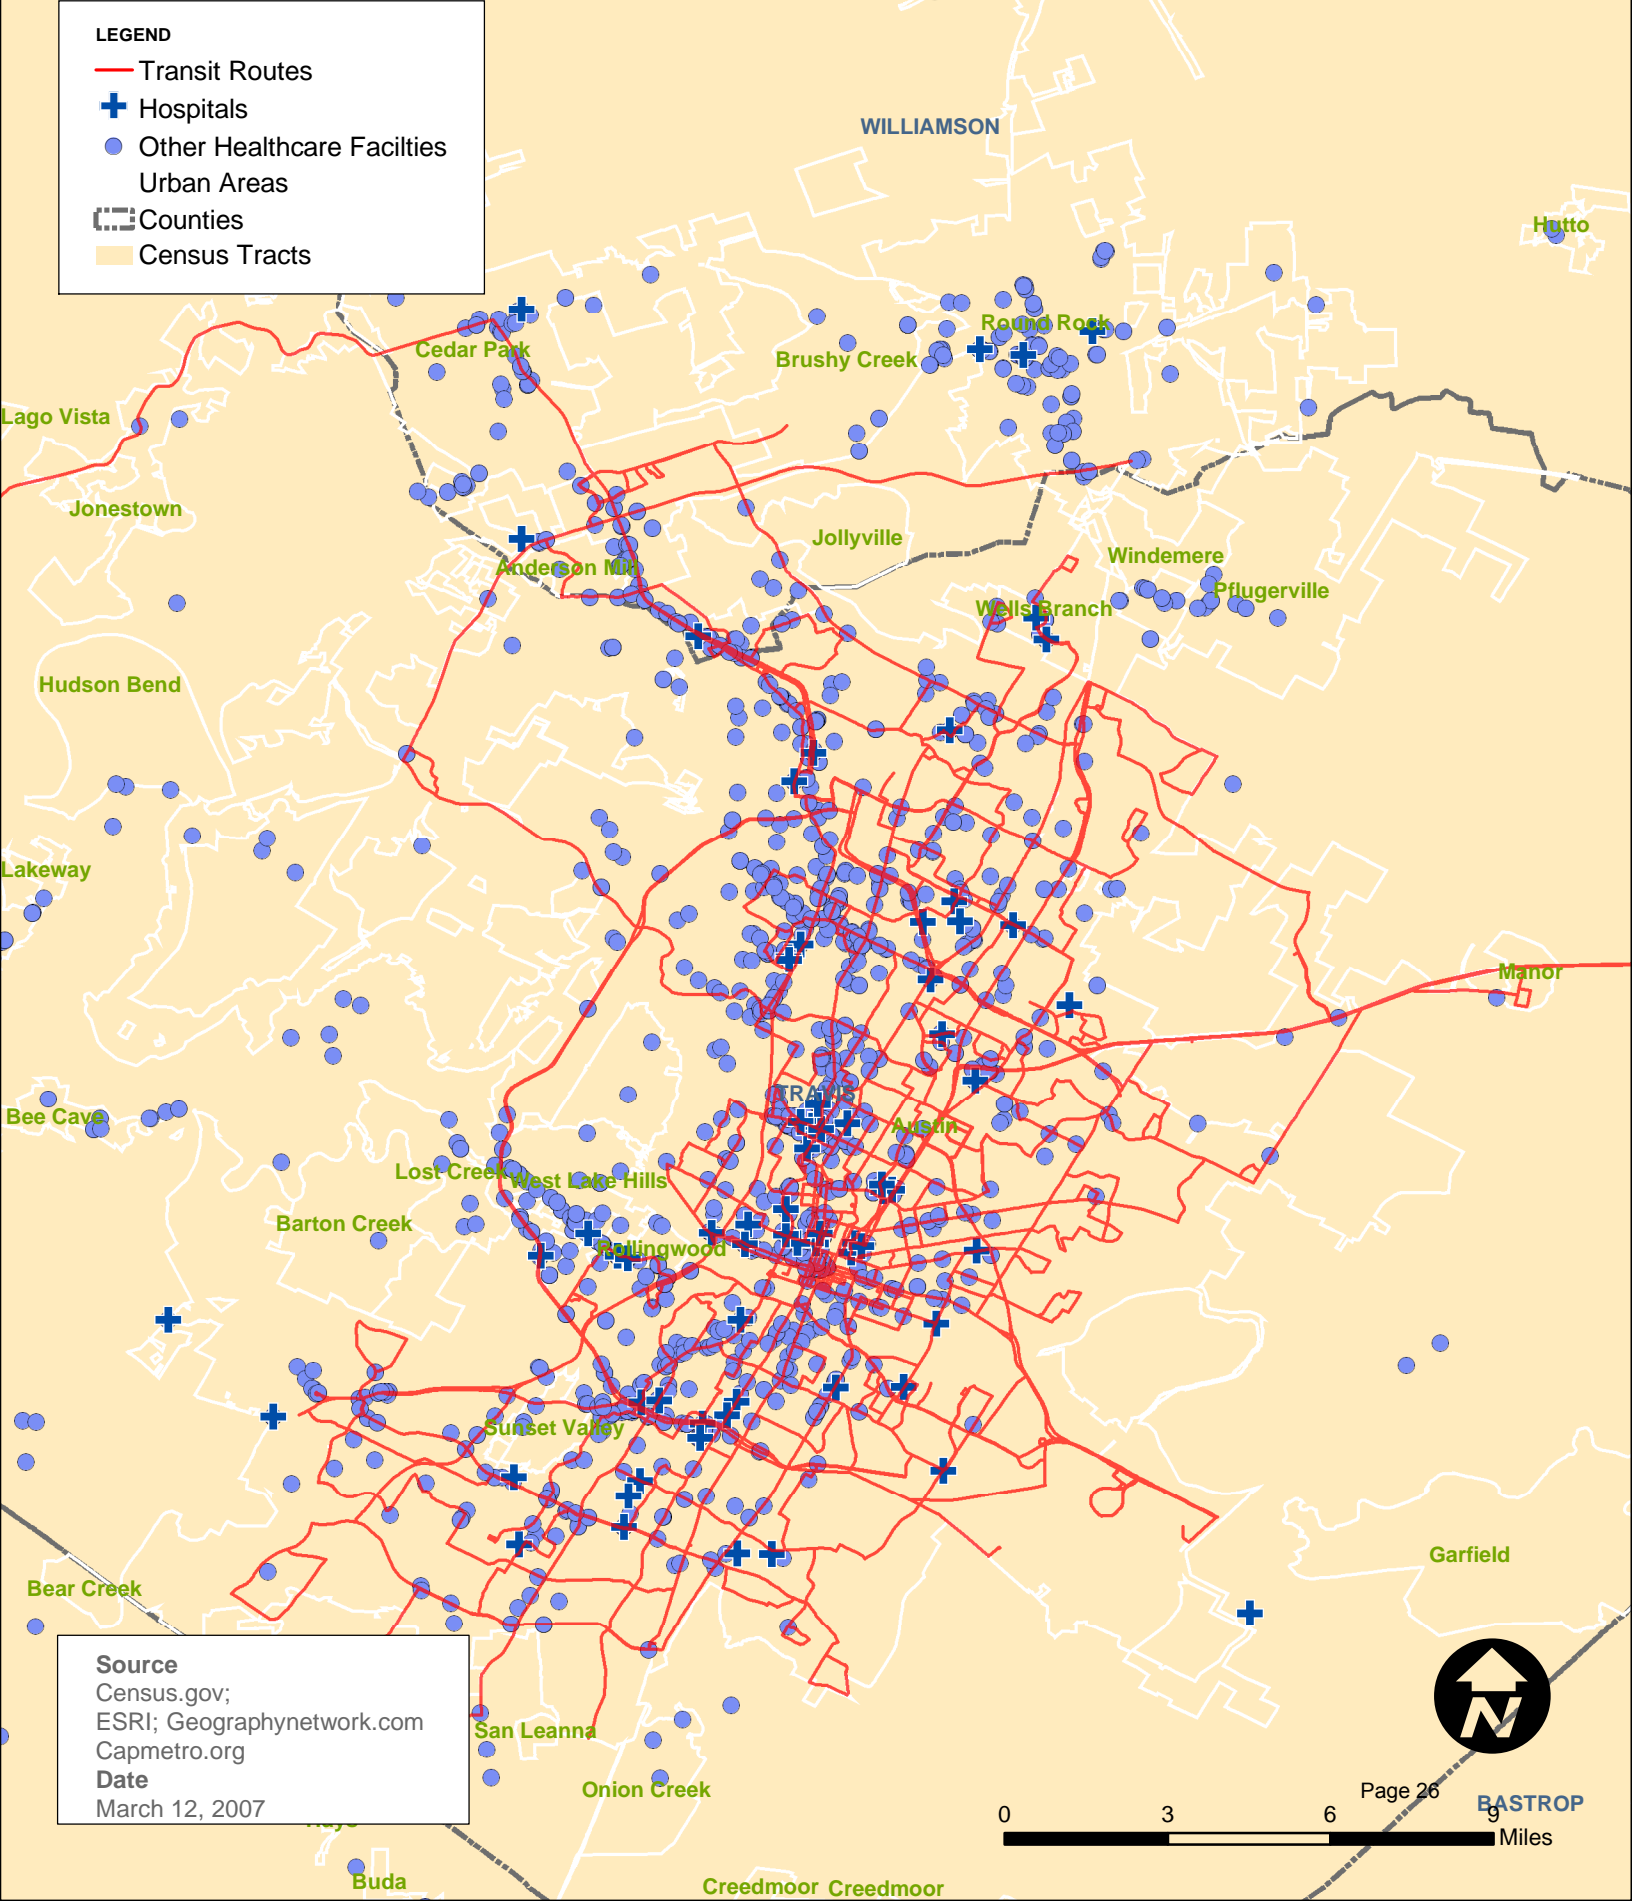 LEGEND
Transit Routes
Hospitals
Other Healthcare Facilties
Urban Areas
Counties
Census Tracts
WILLIAMSON
Hutto
Round Rock
Cedar Park
Brushy Creek
Lago Vista
Jonestown
Jollyville
Windemere
Anderson Mill
Pflugerville
Wells Branch
Hudson Bend
Lakeway
Manor
TRAVIS
Bee Cave
Austin
Lost Creek
West Lake Hills
Barton Creek
Rollingwood
Sunset Valley
Garfield
Bear Creek
Source
Census.gov;
ESRI; Geographynetwork.com
Capmetro.org
Date
March 12, 2007
San Leanna
Onion Creek
N
Page 26
BASTROP
0 3 6 9
Miles
Buda
Creedmoor Creedmoor